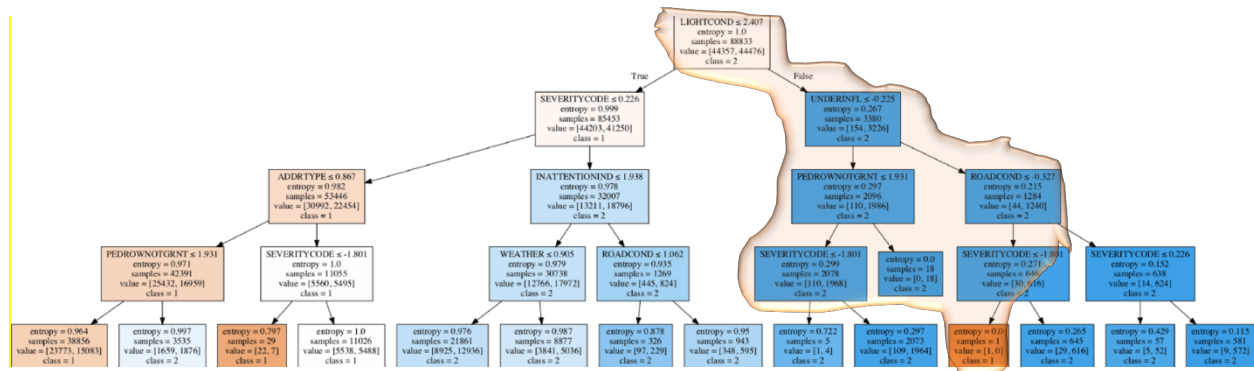 LIGHTCOND ≤ 2.407
entropy = 1.0
samples = 88833
value = [44357, 44476]
class = 2
True
False
SEVERITYCODE ≤ 0.226
entropy = 0.999
samples = 85453
value = [44203, 41250]
class = 1
UNDERINFL ≤ -0.225
entropy = 0.267
samples = 3380
value = [154, 3226]
class = 2
ADDRTYPE ≤ 0.867
entropy = 0.982
samples = 53446
value = [30992, 22454]
class = 1
INATTENTIONIND ≤ 1.938
entropy = 0.978
samples = 32007
value = [13211, 18796]
class = 2
PEDROWNOTGRNT ≤ 1.931
entropy = 0.297
samples = 2096
value = [110, 1986]
class = 2
ROADCOND ≤ -0.327
entropy = 0.215
samples = 1284
value = [44, 1240]
class = 2
PEDROWNOTGRNT ≤ 1.931
entropy = 0.971
samples = 42391
value = [25432, 16959]
class = 1
SEVERITYCODE ≤ -1.801
entropy = 1.0
samples = 11055
value = [5560, 5495]
class = 1
WEATHER ≤ 0.905
entropy = 0.979
samples = 30738
value = [12766, 17972]
class = 2
ROADCOND ≤ 1.062
entropy = 0.935
samples = 1269
value = [445, 824]
class = 2
SEVERITYCODE ≤ -1.801
entropy = 0.299
samples = 2078
value = [110, 1968]
class = 2
entropy = 0.0
samples = 18
value = [0, 18]
class = 2
SEVERITYCODE ≤ -1.801
entropy = 0.271
samples = 646
value = [30, 616]
class = 2
SEVERITYCODE ≤ 0.226
entropy = 0.152
samples = 638
value = [14, 624]
class = 2
entropy = 0.964
samples = 38856
value = [23773, 15083]
class = 1
entropy = 0.997
samples = 3535
value = [1659, 1876]
class = 2
entropy = 0.797
samples = 29
value = [22, 7]
class = 1
entropy = 1.0
samples = 11026
value = [5538, 5488]
class = 1
entropy = 0.976
samples = 21861
value = [8925, 12936]
class = 2
entropy = 0.987
samples = 8877
value = [3841, 5036]
class = 2
entropy = 0.878
samples = 326
value = [97, 229]
class = 2
entropy = 0.95
samples = 943
value = [348, 595]
class = 2
entropy = 0.722
samples = 5
value = [1, 4]
class = 2
entropy = 0.297
samples = 2073
value = [109, 1964]
class = 2
entropy = 0.0
samples = 1
value = [1, 0]
class = 1
entropy = 0.265
samples = 645
value = [29, 616]
class = 2
entropy = 0.429
samples = 57
value = [5, 52]
class = 2
entropy = 0.115
samples = 581
value = [9, 572]
class = 2